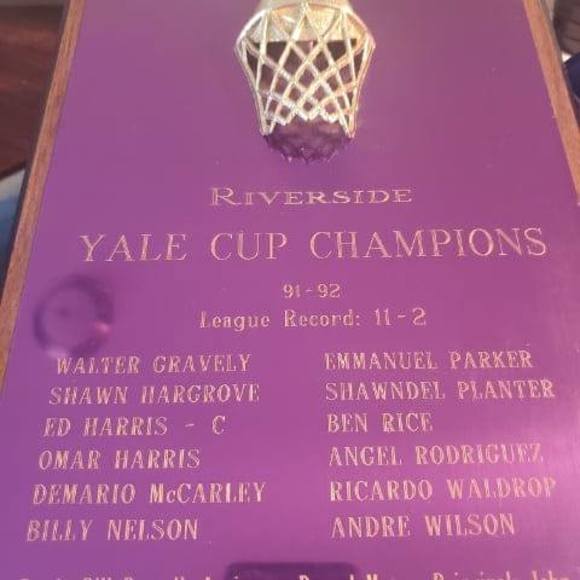 RIVERSIDE
YALE CUP CHAMPIONS
91-92
League Record: 11-2
WALTER GRAVELY EMMANUEL PARKER
SHAWN HARGROVE SHAWNDEL PLANTER
ED HARRIS - C BEN RICE
OMAR HARRIS ANGEL RODRIGUEZ
DEMARIO McCARLEY RICARDO WALDROP
BILLY NELSON ANDRE WILSON